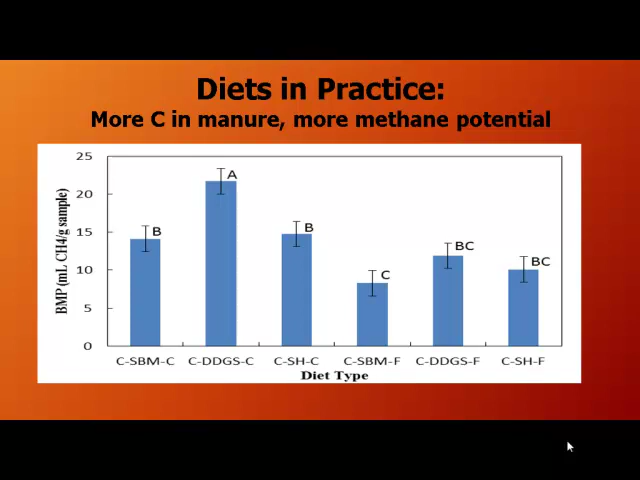 Diets in Practice:
More C in manure, more methane potential
BMP (mL CH4/g sample)
25
20
15
10
5
0
B
A
B
C
BC
BC
C-SBM-C C-DDGS-C C-SH-C C-SBM-F C-DDGS-F C-SH-F
Diet Type